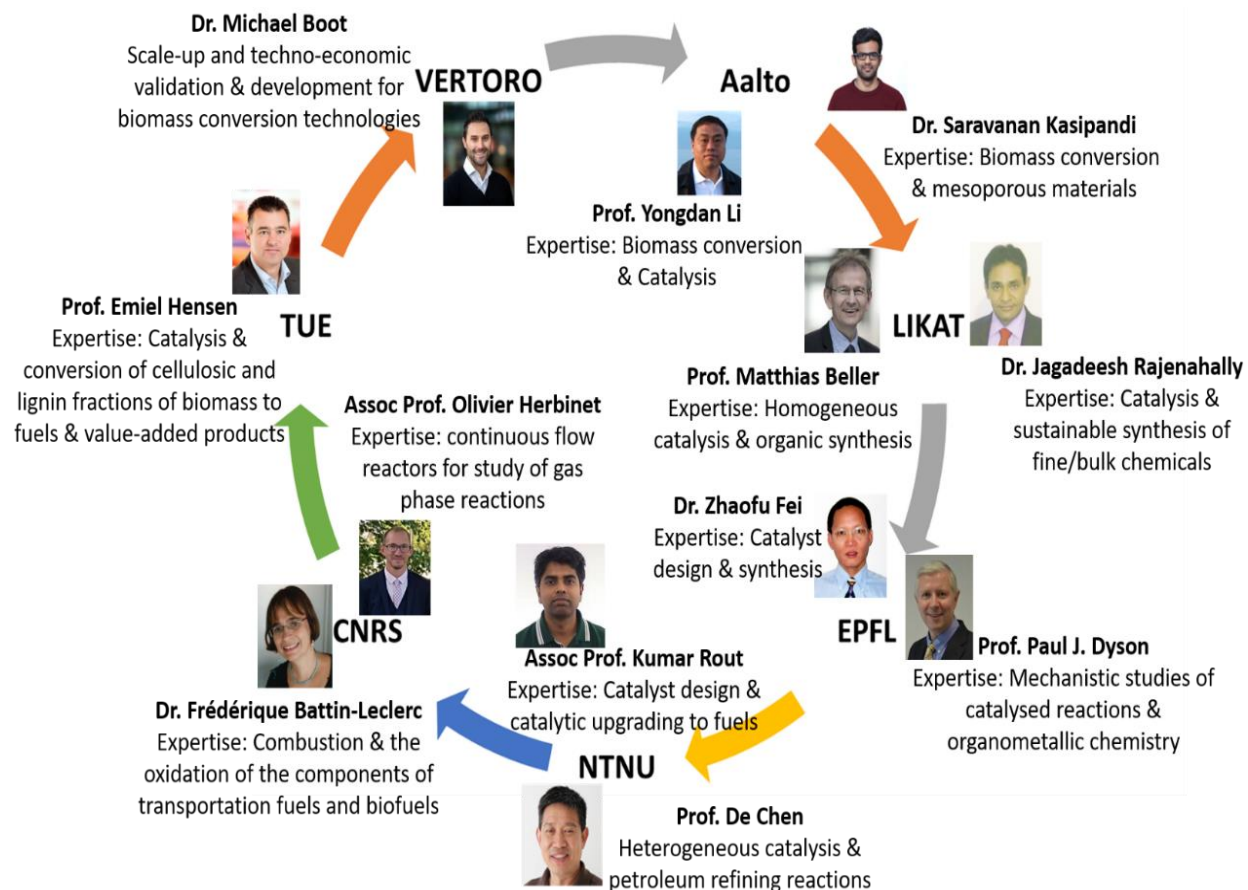 Dr. Michael Boot
Scale-up and techno-economic
validation & development for
biomass conversion technologies
VERTORO
Aalto
Dr. Saravanan Kasipandi
Expertise: Biomass conversion
& mesoporous materials
Prof. Yongdan Li
Expertise: Biomass conversion
& Catalysis
LIKAT
Prof. Matthias Beller
Expertise: Homogeneous
catalysis & organic synthesis
Dr. Jagadeesh Rajenahally
Expertise: Catalysis &
sustainable synthesis of
fine/bulk chemicals
Prof. Emiel Hensen
TUE
Expertise: Catalysis &
conversion of cellulosic and
lignin fractions of biomass to
fuels & value-added products
Assoc Prof. Olivier Herbinet
Expertise: continuous flow
reactors for study of gas
phase reactions
Dr. Zhaofu Fei
Expertise: Catalyst
design & synthesis
EPFL
Prof. Paul J. Dyson
Expertise: Mechanistic studies of
catalysed reactions &
organometallic chemistry
CNRS
Dr. Frédérique Battin-Leclerc
Expertise: Combustion & the
oxidation of the components of
transportation fuels and biofuels
Assoc Prof. Kumar Rout
Expertise: Catalyst design &
catalytic upgrading to fuels
NTNU
Prof. De Chen
Heterogeneous catalysis &
petroleum refining reactions